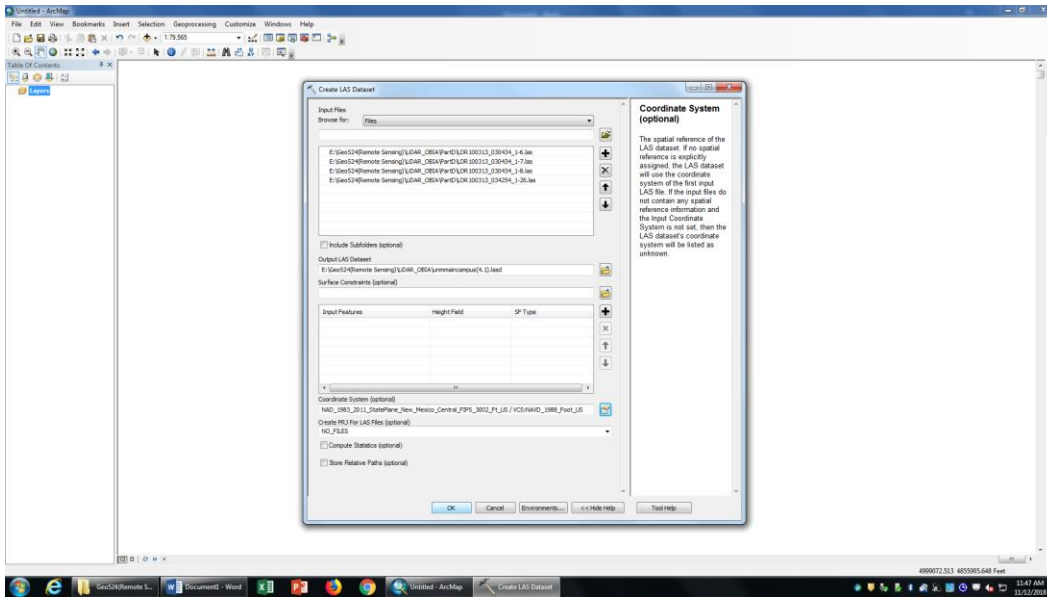 Untitled - ArcMap
File Edit View Bookmarks Insert Selection Geoprocessing Customize Windows Help
1:79,565
Table Of Contents
Layers
Create LAS Dataset
Input Files
Browse for: Files
E:\Geo524(Remote Sensing)\LiDAR_OBIA\PartD\LDR100313_030434_1-6.las
E:\Geo524(Remote Sensing)\LiDAR_OBIA\PartD\LDR100313_030434_1-7.las
E:\Geo524(Remote Sensing)\LiDAR_OBIA\PartD\LDR100313_030434_1-8.las
E:\Geo524(Remote Sensing)\LiDAR_OBIA\PartD\LDR100313_034254_1-26.las
Include Subfolders (optional)
Output LAS Dataset
E:\Geo524(Remote Sensing)\LiDAR_OBIA\unmmaincampus(4.1).lasd
Surface Constraints (optional)
Input Features Height Field SF Type
Coordinate System (optional)
NAD_1983_2011_StatePlane_New_Mexico_Central_FIPS_3002_Ft_US / VCS:NAVD_1988_Foot_US
Create PRJ For LAS Files (optional)
NO_FILES
Compute Statistics (optional)
Store Relative Paths (optional)
OK Cancel Environments... << Hide Help Tool Help
Coordinate System
(optional)
The spatial reference of the
LAS dataset. If no spatial
reference is explicitly
assigned, the LAS dataset
will use the coordinate
system of the first input
LAS file. If the input files do
not contain any spatial
reference information and
the Input Coordinate
System is not set, then the
LAS dataset's coordinate
system will be listed as
unknown.
4999072.513 4855905.648 Feet
Geo524(Remote S... Document1 - Word Untitled - ArcMap Create LAS Dataset
11:47 AM
11/12/2018